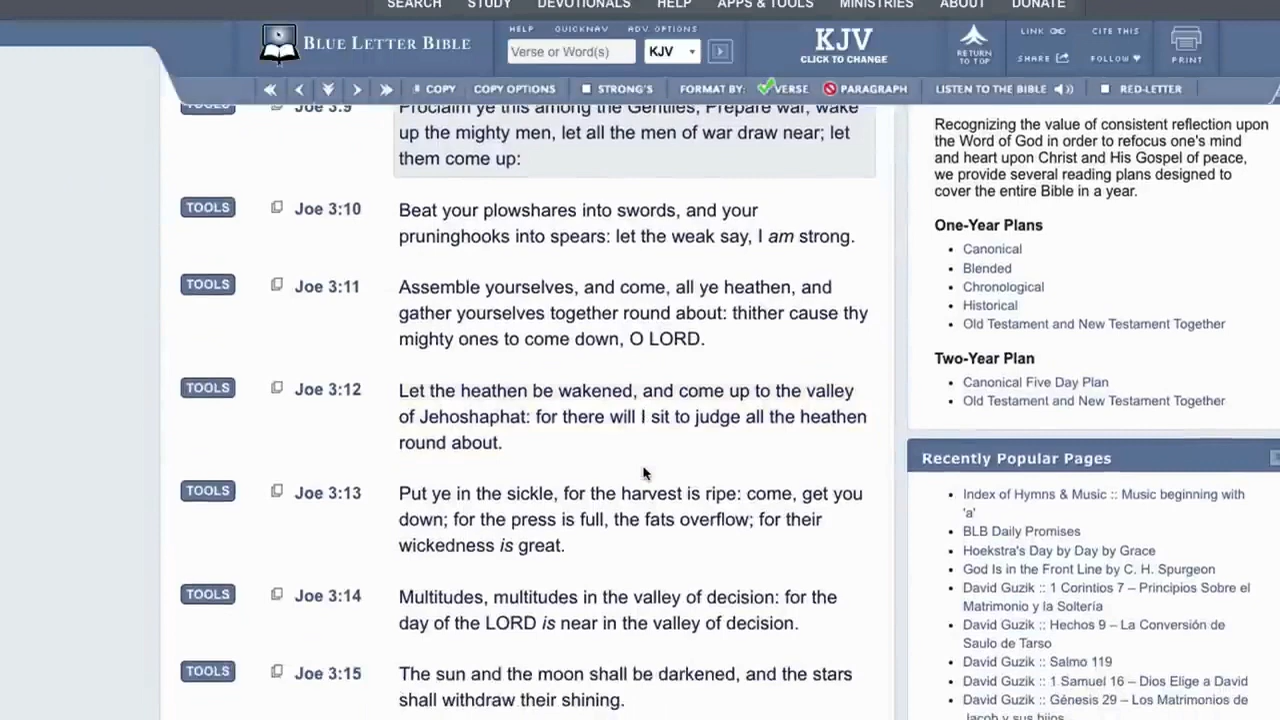 SEARCH STUDY DEVOTIONALS HELP APPS & TOOLS MINISTRIES ABOUT DONATE
BLUE LETTER BIBLE
HELP QUICKNAV ADV. OPTIONS
Verse or Word(s) KJV
KJV
CLICK TO CHANGE
RETURN
TO TOP
LINK CITE THIS
SHARE FOLLOW
PRINT
COPY COPY OPTIONS STRONG'S FORMAT BY: VERSE PARAGRAPH LISTEN TO THE BIBLE RED-LETTER
TOOLS Joe 3:9 Proclaim ye this among the Gentiles; Prepare war, wake
up the mighty men, let all the men of war draw near; let
them come up:
TOOLS Joe 3:10 Beat your plowshares into swords, and your
pruninghooks into spears: let the weak say, I am strong.
TOOLS Joe 3:11 Assemble yourselves, and come, all ye heathen, and
gather yourselves together round about: thither cause thy
mighty ones to come down, O LORD.
TOOLS Joe 3:12 Let the heathen be wakened, and come up to the valley
of Jehoshaphat: for there will I sit to judge all the heathen
round about.
TOOLS Joe 3:13 Put ye in the sickle, for the harvest is ripe: come, get you
down; for the press is full, the fats overflow; for their
wickedness is great.
TOOLS Joe 3:14 Multitudes, multitudes in the valley of decision: for the
day of the LORD is near in the valley of decision.
TOOLS Joe 3:15 The sun and the moon shall be darkened, and the stars
shall withdraw their shining.
Recognizing the value of consistent reflection upon
the Word of God in order to refocus one's mind
and heart upon Christ and His Gospel of peace,
we provide several reading plans designed to
cover the entire Bible in a year.
One-Year Plans
Canonical
Blended
Chronological
Historical
Old Testament and New Testament Together
Two-Year Plan
Canonical Five Day Plan
Old Testament and New Testament Together
Recently Popular Pages
Index of Hymns & Music :: Music beginning with
'a'
BLB Daily Promises
Hoekstra's Day by Day by Grace
God Is in the Front Line by C. H. Spurgeon
David Guzik :: 1 Corintios 7 – Principios Sobre el
Matrimonio y la Soltería
David Guzik :: Hechos 9 – La Conversión de
Saulo de Tarso
David Guzik :: Salmo 119
David Guzik :: 1 Samuel 16 – Dios Elige a David
David Guzik :: Génesis 29 – Los Matrimonios de
Jacob y sus hijos